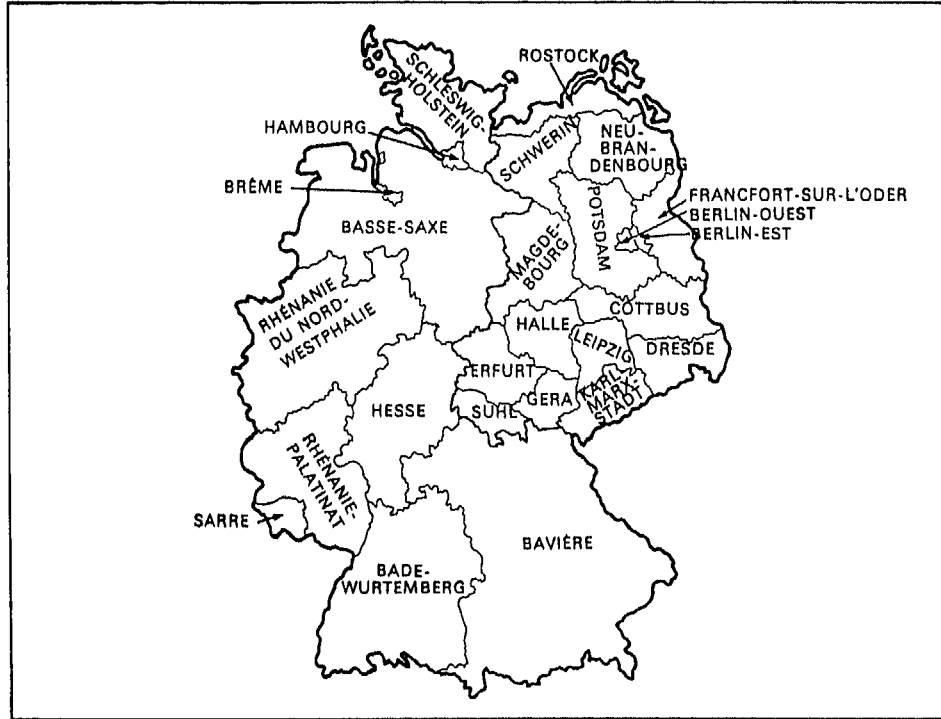 ROSTOCK
SCHLESWIG-
HOLSTEIN
HAMBOURG
SCHWERIN
NEU-
BRAN-
DENBOURG
BRÊME
FRANCFORT-SUR-L'ODER
BERLIN-OUEST
BERLIN-EST
POTSDAM
BASSE-SAXE
MAGDE-
BOURG
RHÉNANIE
DU NORD-
WESTPHALIE
COTTBUS
HALLE
LEIPZIG
DRESDE
ERFURT
KARL-
MARX-
STADT
GERA
SUHL
HESSE
RHÉNANIE-
PALATINAT
SARRE
BAVIÈRE
BADE-
WURTEMBERG